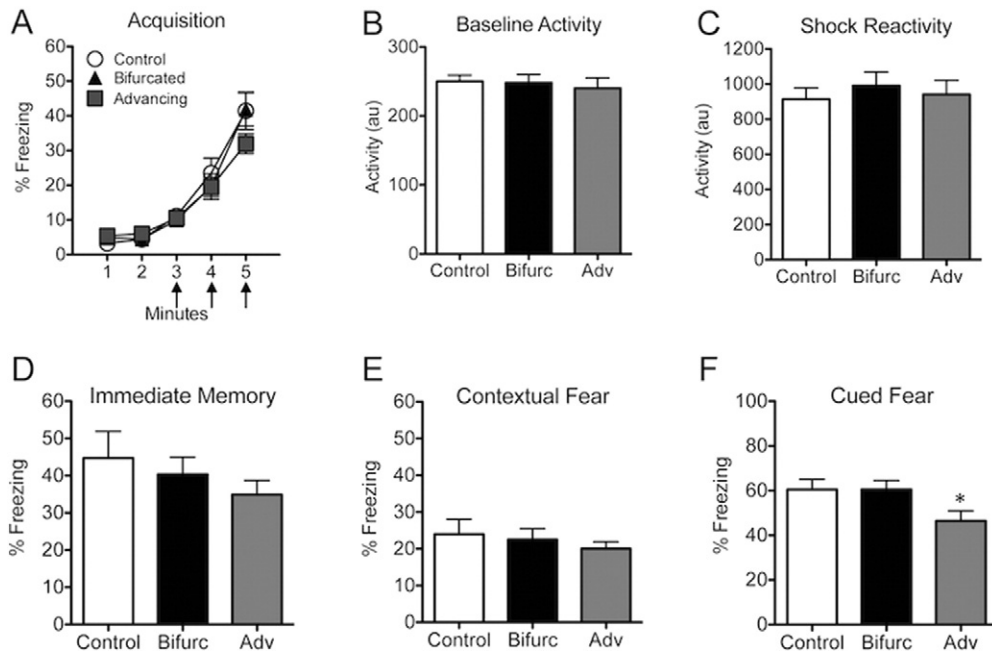 A
Acquisition
% Freezing
60
50
40
30
20
10
0
Control
Bifurcated
Advancing
1 2 3 4 5
Minutes
B
Baseline Activity
Activity (au)
300
200
100
0
Control Bifurc Adv
C
Shock Reactivity
Activity (au)
1200
1000
800
600
400
200
0
Control Bifurc Adv
D
Immediate Memory
% Freezing
60
50
40
30
20
10
0
Control Bifurc Adv
E
Contextual Fear
% Freezing
60
50
40
30
20
10
0
Control Bifurc Adv
F
Cued Fear
% Freezing
100
80
60
40
20
0
*
Control Bifurc Adv